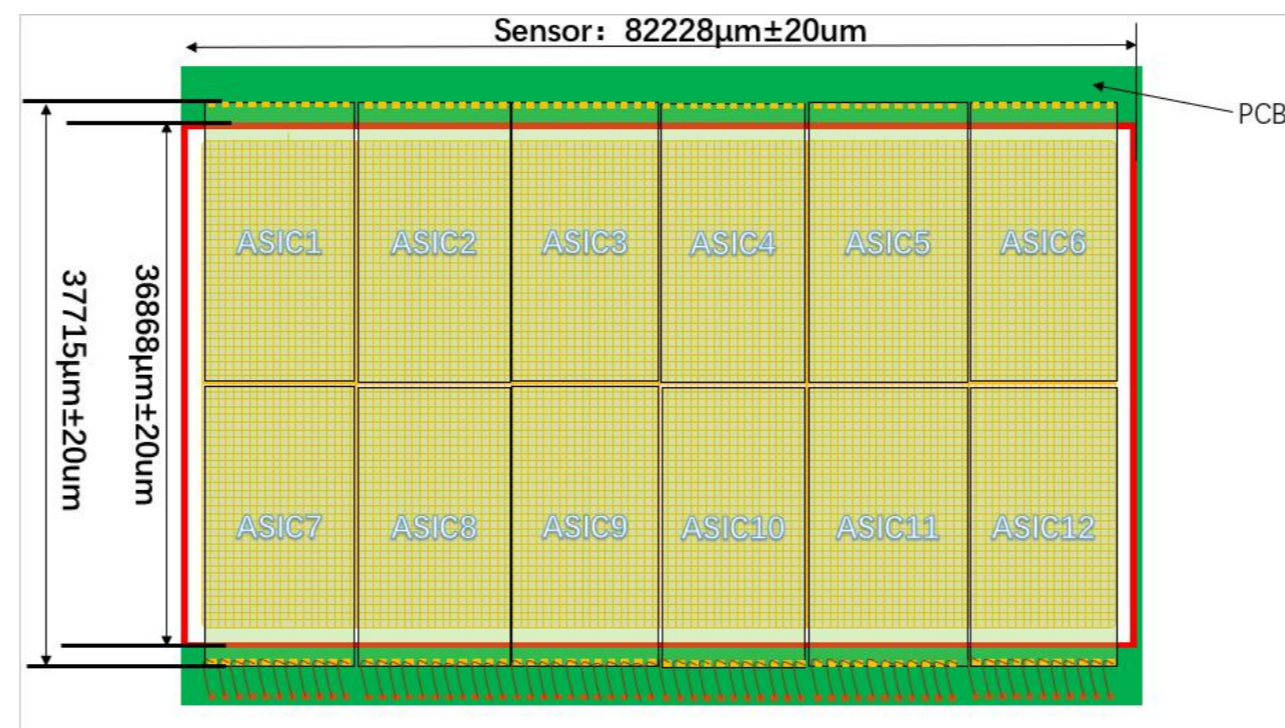 Sensor：82228μm±20um
PCB
37715μm±20um
36868μm±20um
ASIC1
ASIC2
ASIC3
ASIC4
ASIC5
ASIC6
ASIC7
ASIC8
ASIC9
ASIC10
ASIC11
ASIC12